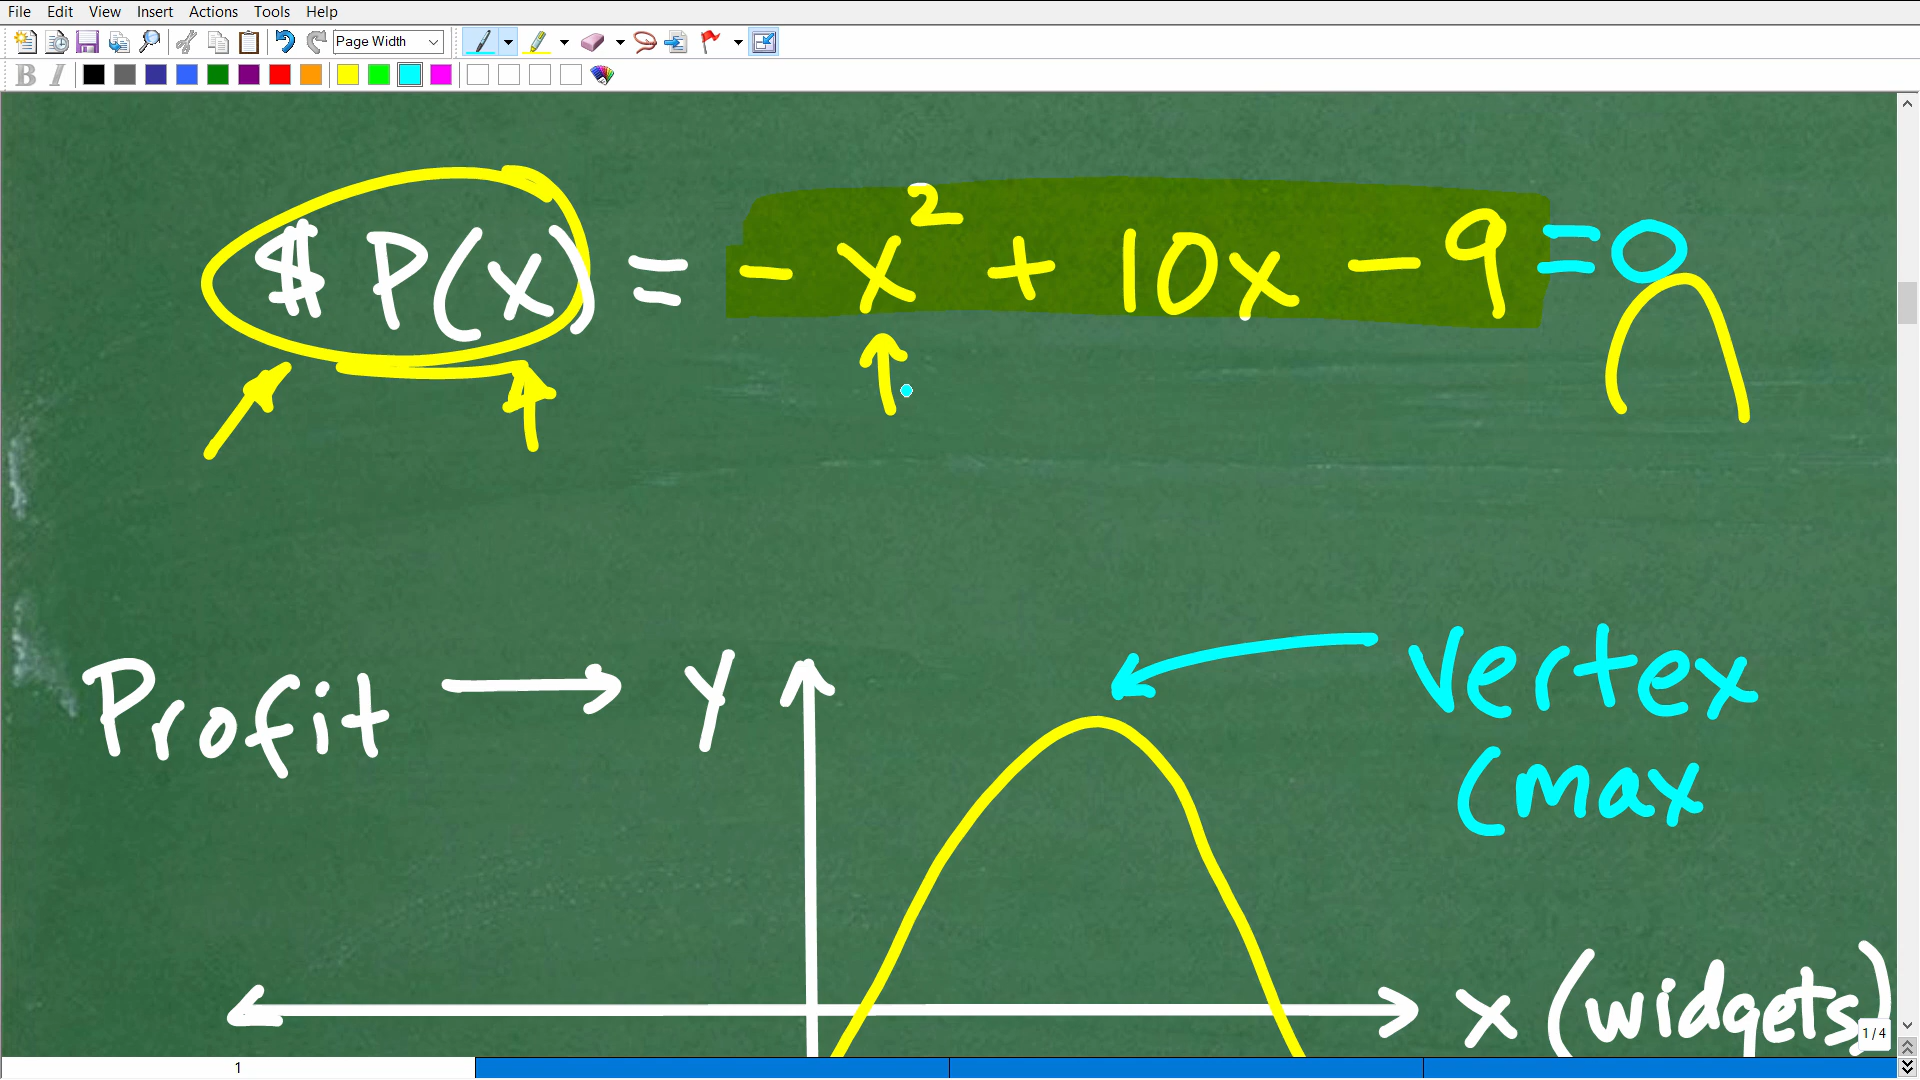 File Edit View Insert Actions Tools Help
Page Width
B I
$ P(x) = - x² + 10x - 9 = 0
Profit → y
Vertex
(max
x (widgets)
1 / 4
1